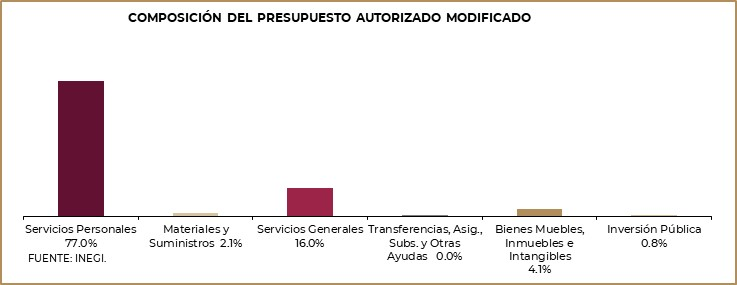 COMPOSICIÓN DEL PRESUPUESTO AUTORIZADO MODIFICADO
Servicios Personales
77.0%
Materiales y
Suministros 2.1%
Servicios Generales
16.0%
Transferencias, Asig.,
Subs. y Otras
Ayudas 0.0%
Bienes Muebles,
Inmuebles e
Intangibles
4.1%
Inversión Pública
0.8%
FUENTE: INEGI.